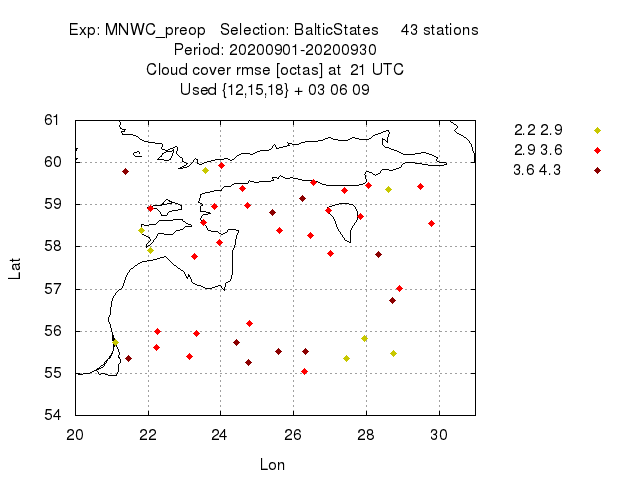 Exp: MNWC_preop   Selection: BalticStates     43 stations
Period: 20200901-20200930
Cloud cover rmse [octas] at  21 UTC
Used {12,15,18} + 03 06 09
2.2 2.9
2.9 3.6
3.6 4.3
61
60
59
58
57
56
55
54
Lat
20 22 24 26 28 30
Lon